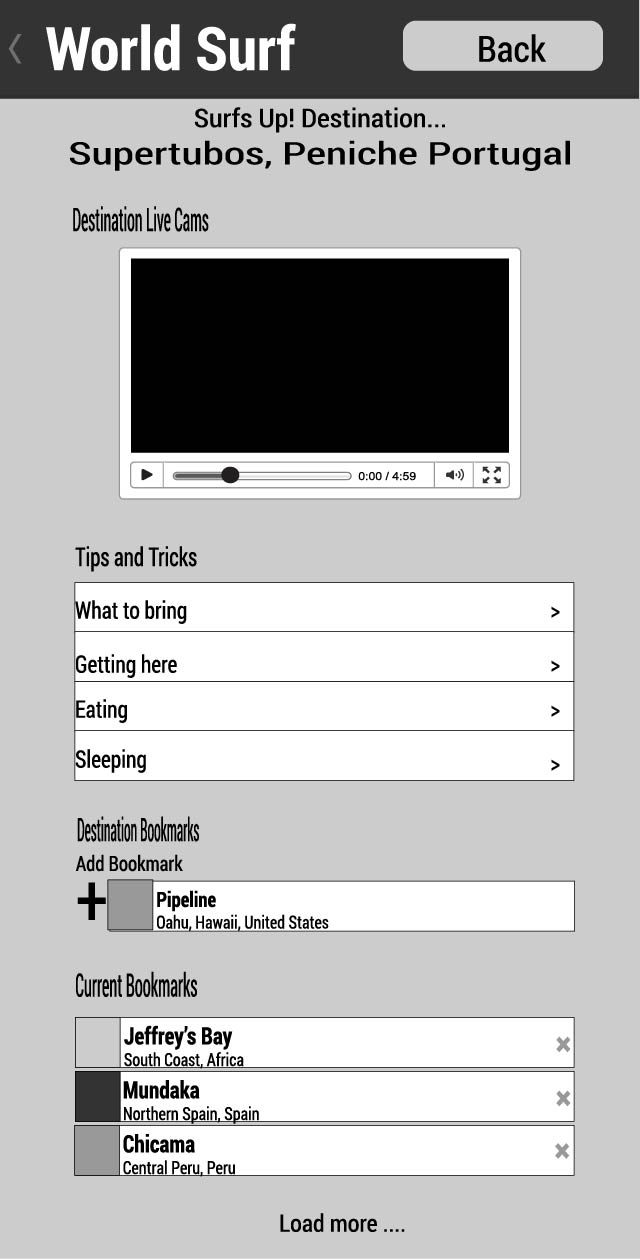 World Surf
Back
Surfs Up! Destination...
Supertubos, Peniche Portugal
Destination Live Cams
0:00 / 4:59
Tips and Tricks
What to bring >
Getting here >
Eating >
Sleeping >
Destination Bookmarks
Add Bookmark
Pipeline
Oahu, Hawaii, United States
Current Bookmarks
Jeffrey's Bay
South Coast, Africa
Mundaka
Northern Spain, Spain
Chicama
Central Peru, Peru
Load more ....